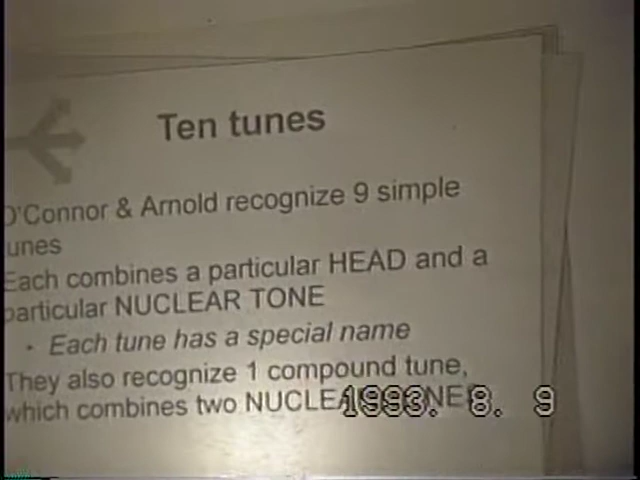 Ten tunes
O'Connor & Arnold recognize 9 simple
unes
Each combines a particular HEAD and a
particular NUCLEAR TONE
• Each tune has a special name
They also recognize 1 compound tune,
which combines two
1993. 8. 9